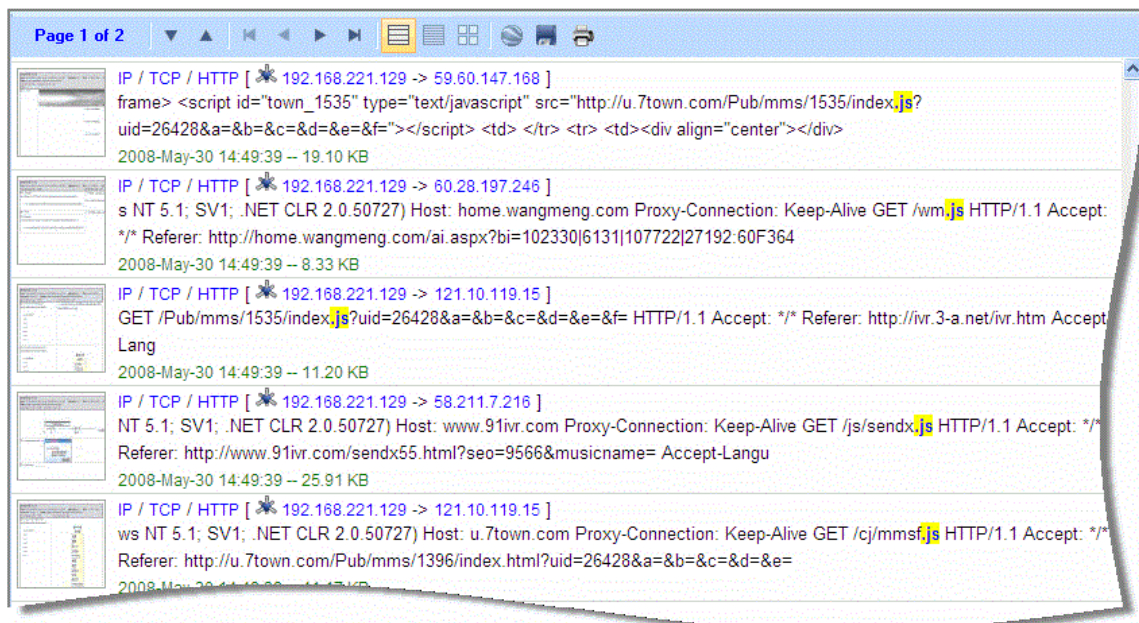 Page 1 of 2
IP / TCP / HTTP [ 192.168.221.129 -> 59.60.147.168 ]
frame> <script id="town_1535" type="text/javascript" src="http://u.7town.com/Pub/mms/1535/index.js?
uid=26428&a=&b=&c=&d=&e=&f="></script> <td> </tr> <tr> <td><div align="center"></div>
2008-May-30 14:49:39 -- 19.10 KB
IP / TCP / HTTP [ 192.168.221.129 -> 60.28.197.246 ]
s NT 5.1; SV1; .NET CLR 2.0.50727) Host: home.wangmeng.com Proxy-Connection: Keep-Alive GET /wm.js HTTP/1.1 Accept:
*/* Referer: http://home.wangmeng.com/ai.aspx?bi=102330|6131|107722|27192:60F364
2008-May-30 14:49:39 -- 8.33 KB
IP / TCP / HTTP [ 192.168.221.129 -> 121.10.119.15 ]
GET /Pub/mms/1535/index.js?uid=26428&a=&b=&c=&d=&e=&f= HTTP/1.1 Accept: */* Referer: http://ivr.3-a.net/ivr.htm Accept
Lang
2008-May-30 14:49:39 -- 11.20 KB
IP / TCP / HTTP [ 192.168.221.129 -> 58.211.7.216 ]
NT 5.1; SV1; .NET CLR 2.0.50727) Host: www.91ivr.com Proxy-Connection: Keep-Alive GET /js/sendx.js HTTP/1.1 Accept: */*
Referer: http://www.91ivr.com/sendx55.html?seo=9566&musicname= Accept-Langu
2008-May-30 14:49:39 -- 25.91 KB
IP / TCP / HTTP [ 192.168.221.129 -> 121.10.119.15 ]
ws NT 5.1; SV1; .NET CLR 2.0.50727) Host: u.7town.com Proxy-Connection: Keep-Alive GET /cj/mmsf.js HTTP/1.1 Accept: */*
Referer: http://u.7town.com/Pub/mms/1396/index.html?uid=26428&a=&b=&c=&d=&e=
2008-May-30